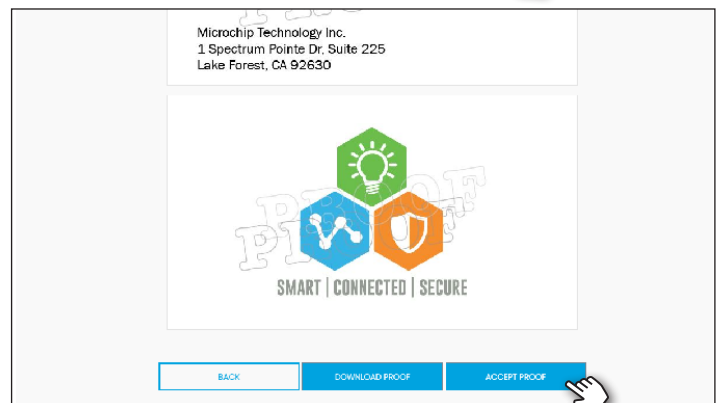 PROOF
Microchip Technology Inc.
1 Spectrum Pointe Dr, Suite 225
Lake Forest, CA 92630
PROOF
PROOF
SMART | CONNECTED | SECURE
BACK
DOWNLOAD PROOF
ACCEPT PROOF